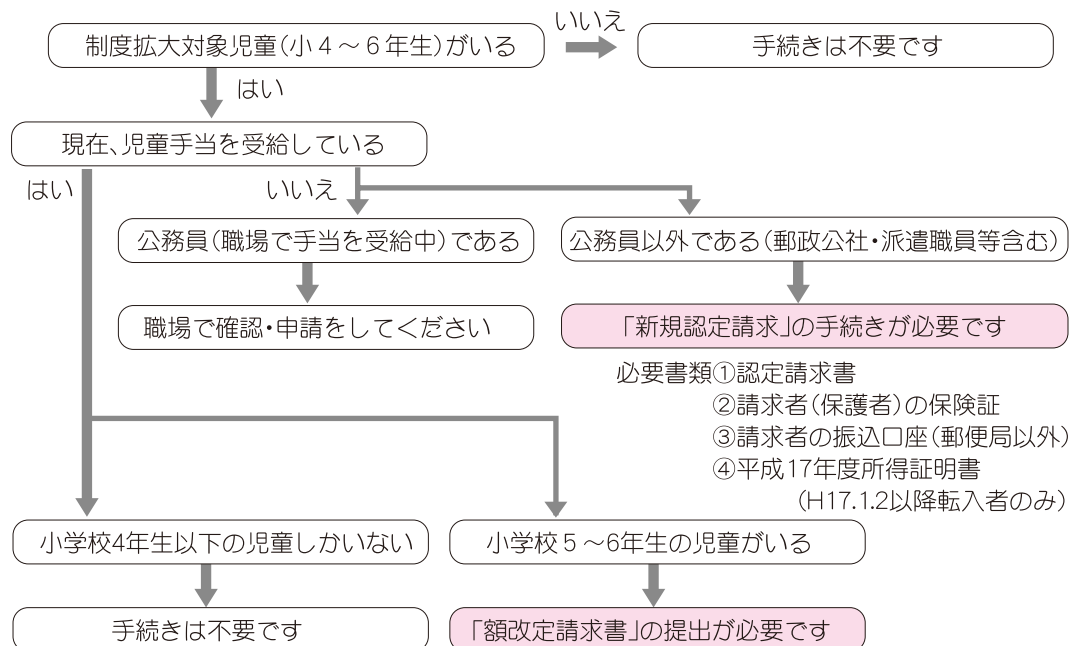 制度拡大対象児童(小4～6年生)がいる
いいえ
手続きは不要です
はい
現在、児童手当を受給している
はい
いいえ
公務員(職場で手当を受給中)である
公務員以外である(郵政公社・派遣職員等含む)
職場で確認・申請をしてください
「新規認定請求」の手続きが必要です
必要書類①認定請求書
②請求者(保護者)の保険証
③請求者の振込口座(郵便局以外)
④平成17年度所得証明書
(H17.1.2以降転入者のみ)
小学校4年生以下の児童しかいない
小学校5～6年生の児童がいる
手続きは不要です
「額改定請求書」の提出が必要です